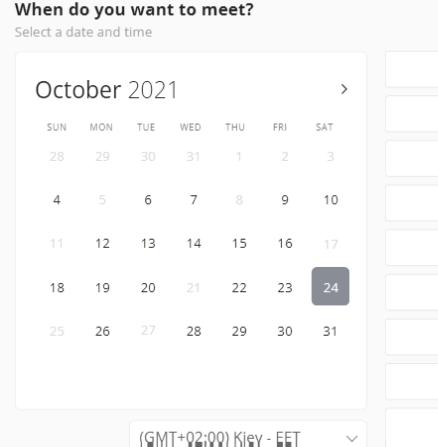 When do you want to meet?
Select a date and time
October 2021
SUN MON TUE WED THU FRI SAT
28 29 30 31 1 2 3
4 5 6 7 8 9 10
11 12 13 14 15 16 17
18 19 20 21 22 23 24
25 26 27 28 29 30 31
(GMT+02:00) Kiev - EET